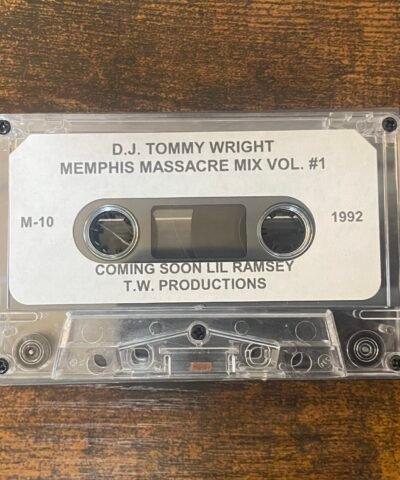 D.J. TOMMY WRIGHT
MEMPHIS MASSACRE MIX VOL. #1
M-10
1992
COMING SOON LIL RAMSEY
T.W. PRODUCTIONS